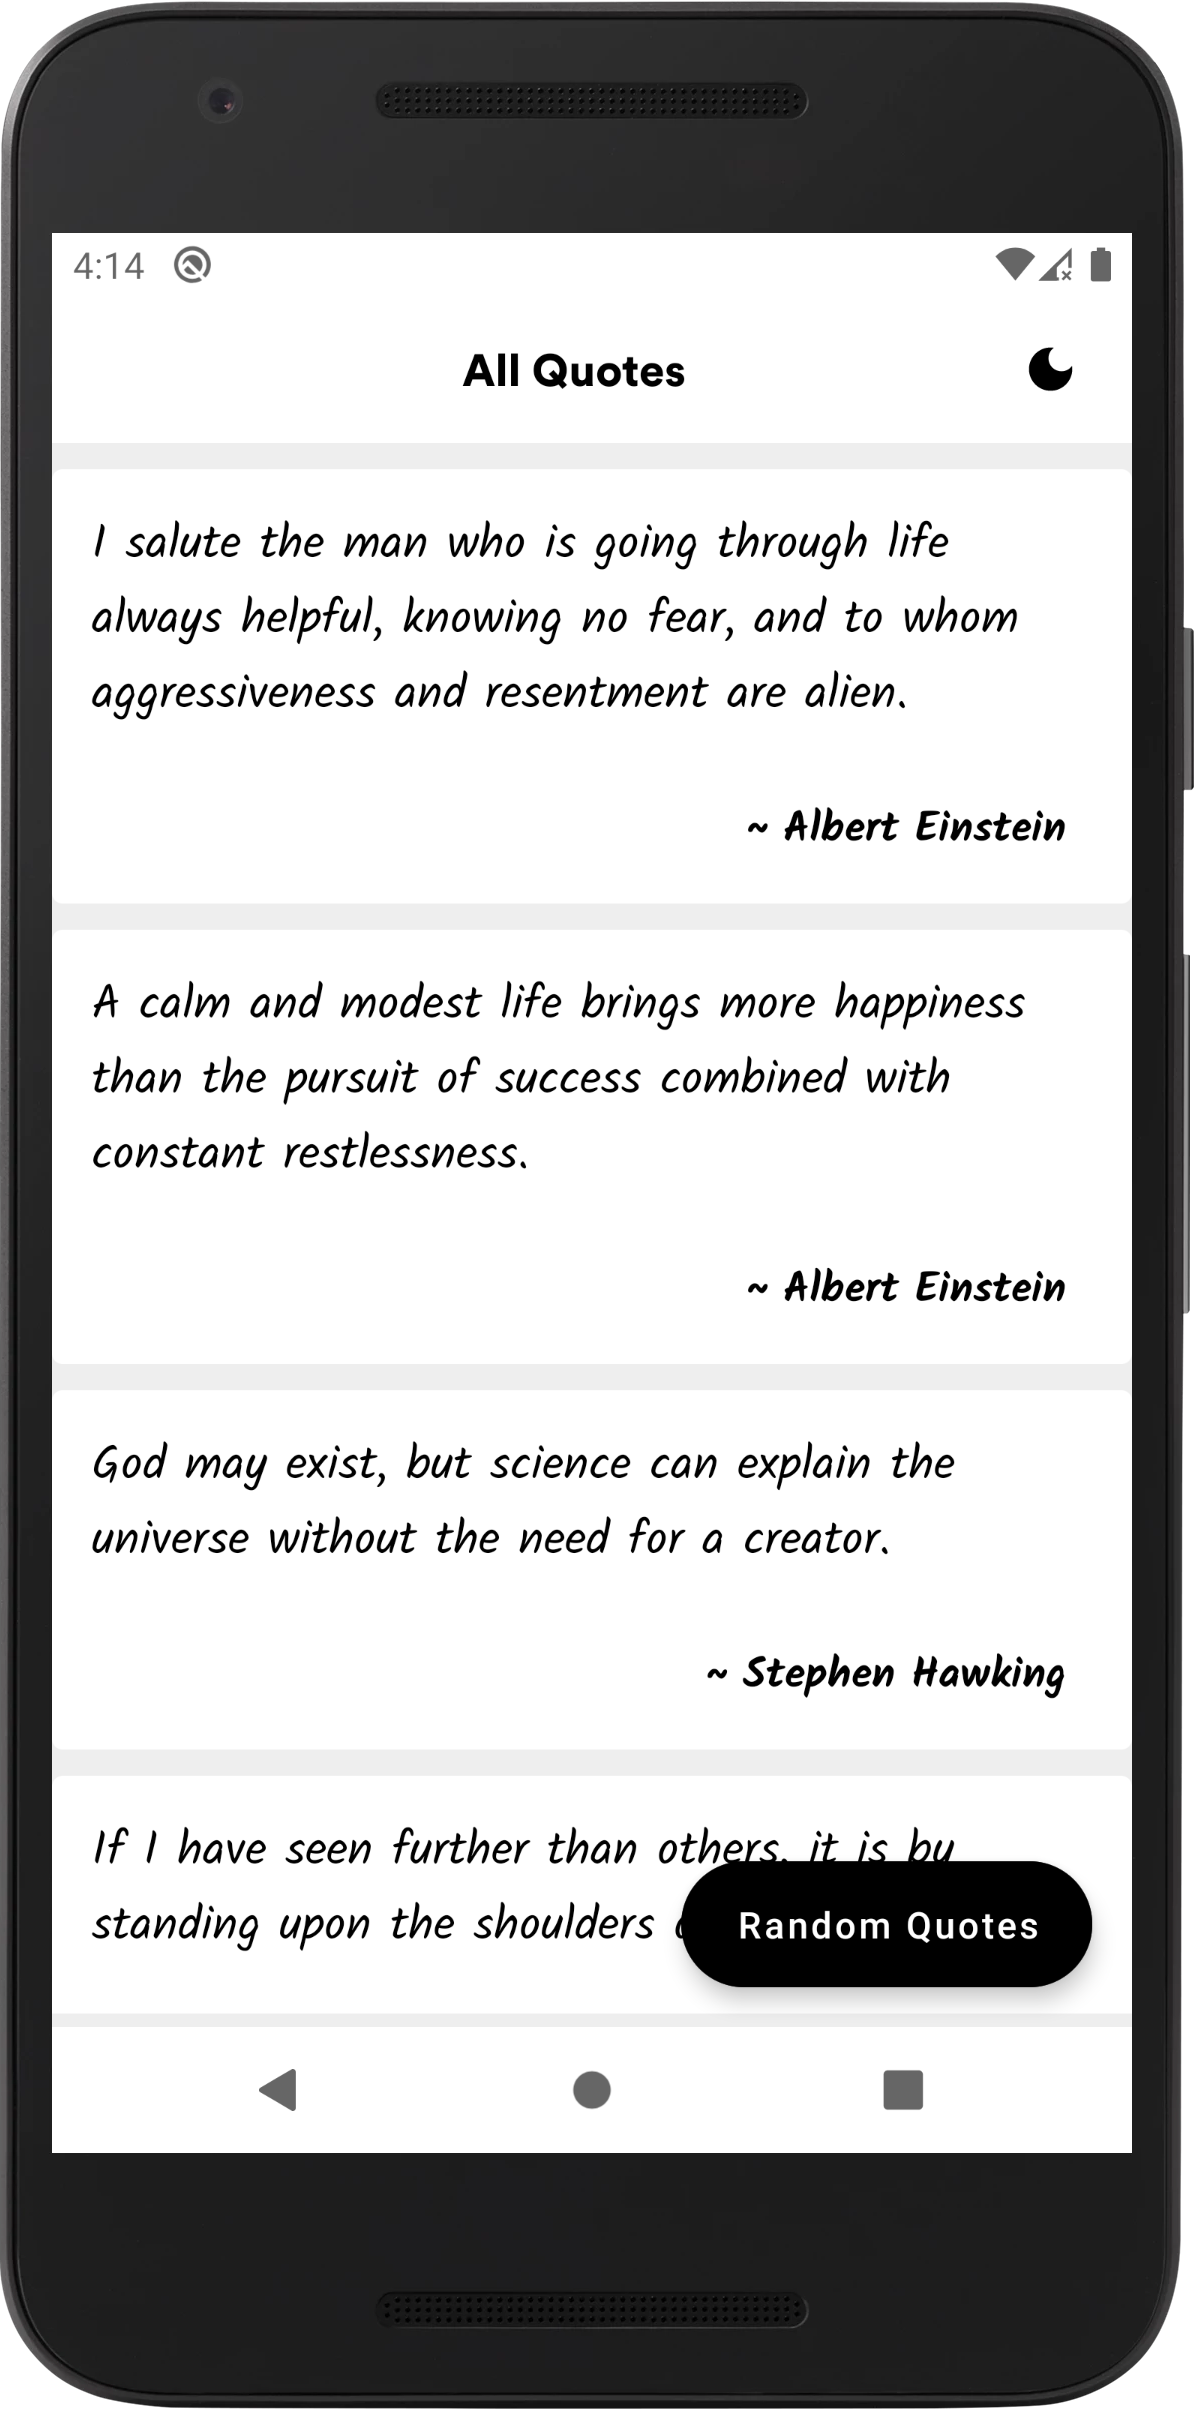 4:14
All Quotes
I salute the man who is going through life
always helpful, knowing no fear, and to whom
aggressiveness and resentment are alien.
~ Albert Einstein
A calm and modest life brings more happiness
than the pursuit of success combined with
constant restlessness.
~ Albert Einstein
God may exist, but science can explain the
universe without the need for a creator.
~ Stephen Hawking
If I have seen further than others, it is by
standing upon the shoulders
Random Quotes